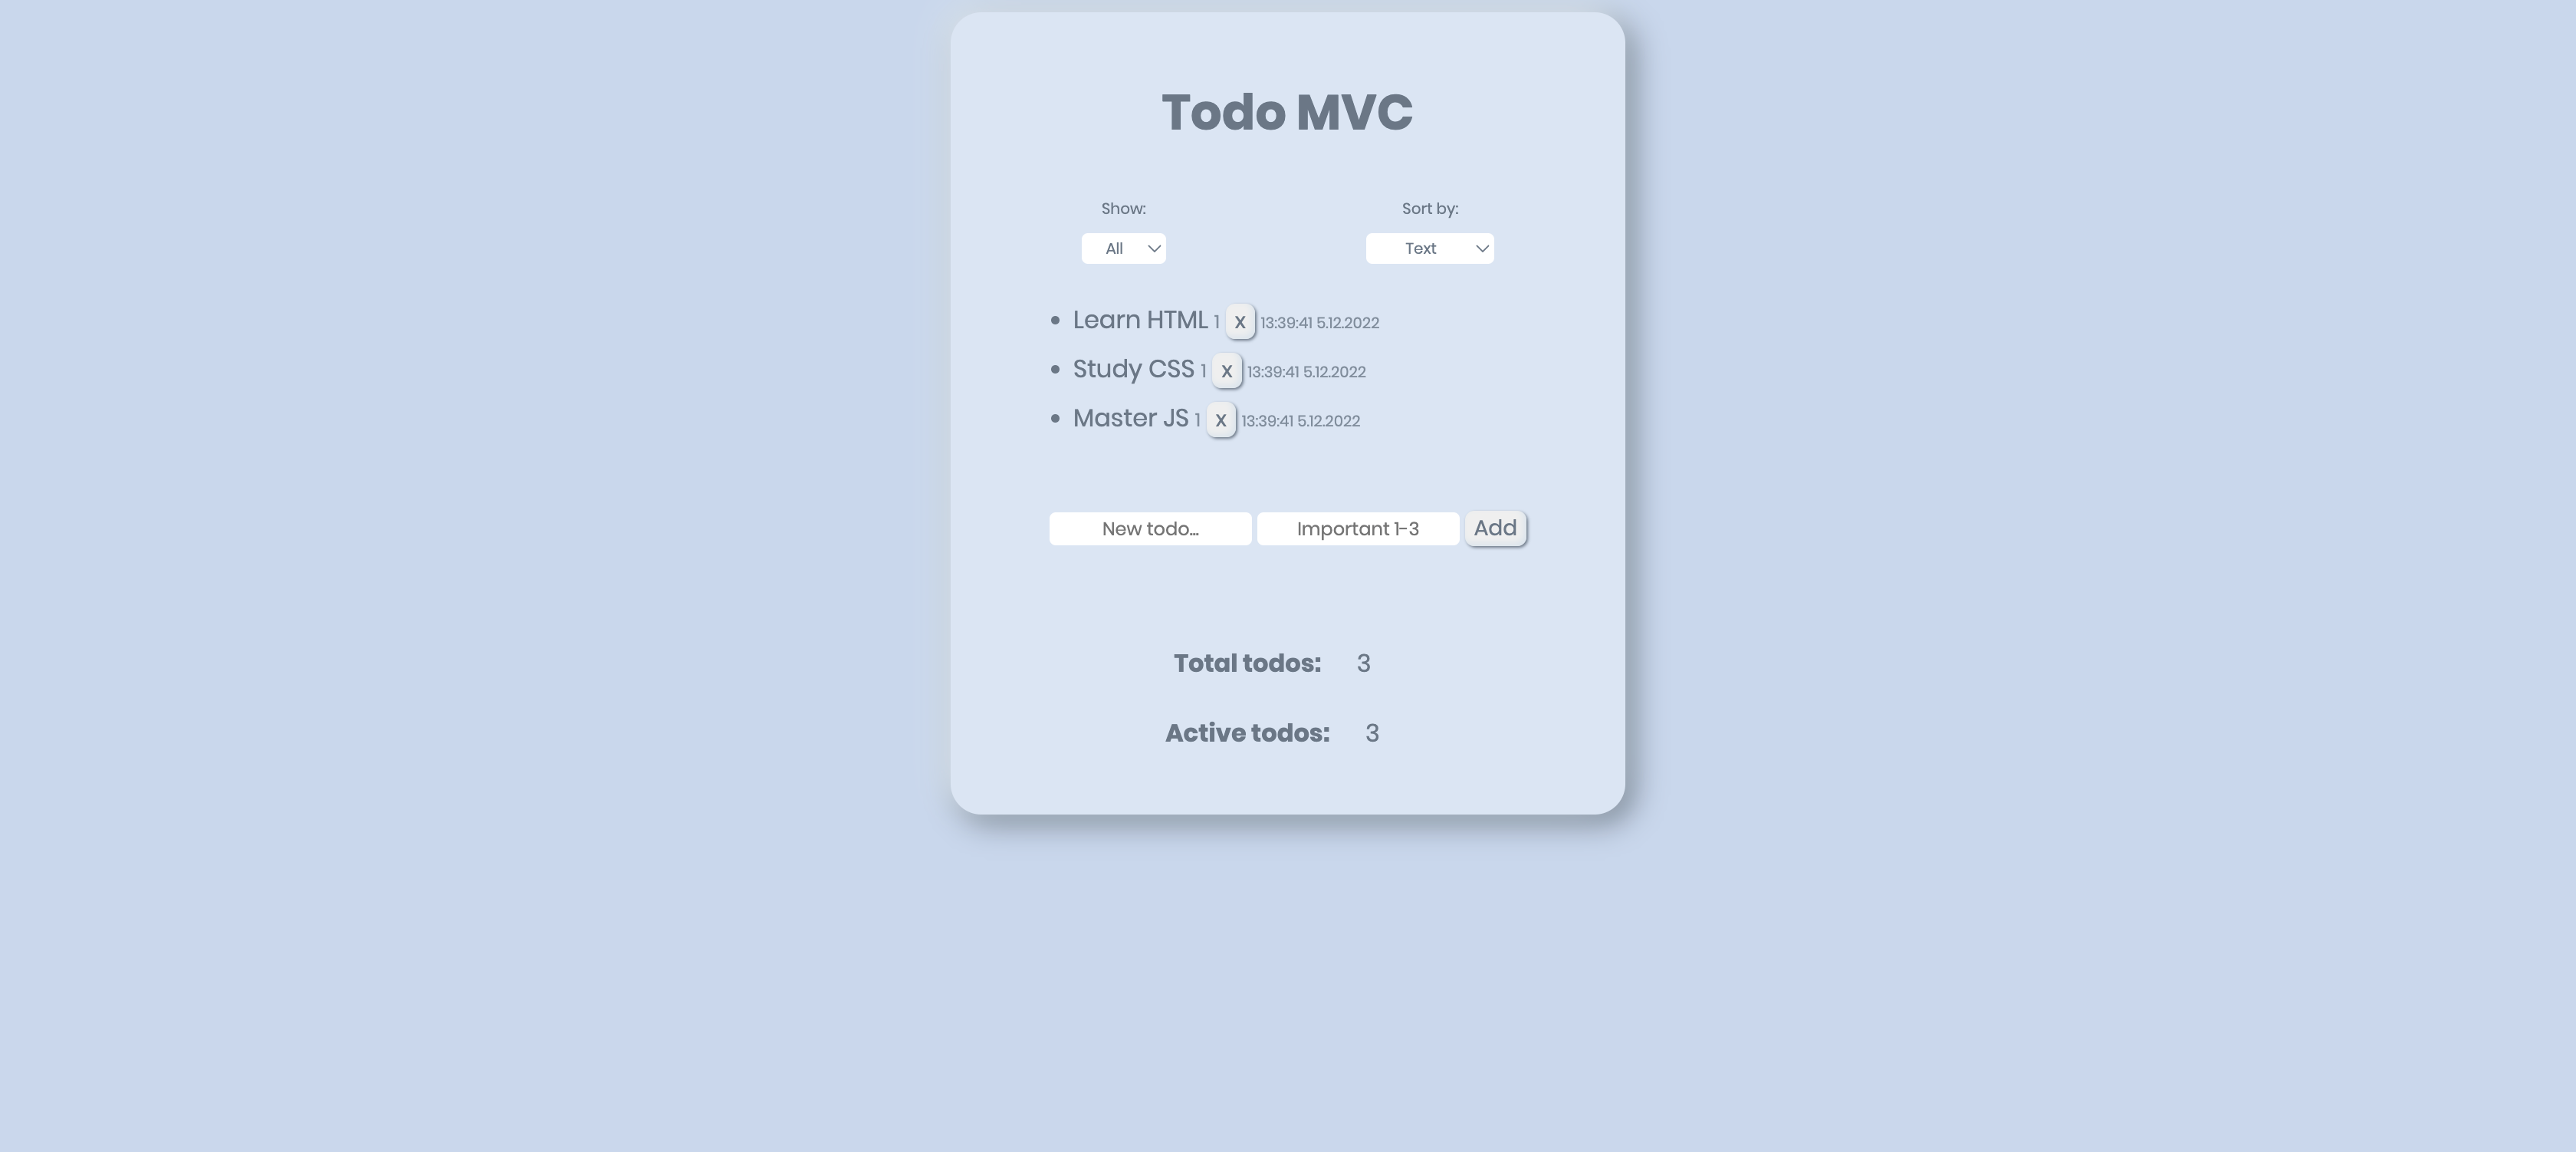 Todo MVC
Show: Sort by:
All Text
Learn HTML 1 X 13:39:41 5.12.2022
Study CSS 1 X 13:39:41 5.12.2022
Master JS 1 X 13:39:41 5.12.2022
New todo... Important 1-3 Add
Total todos: 3
Active todos: 3